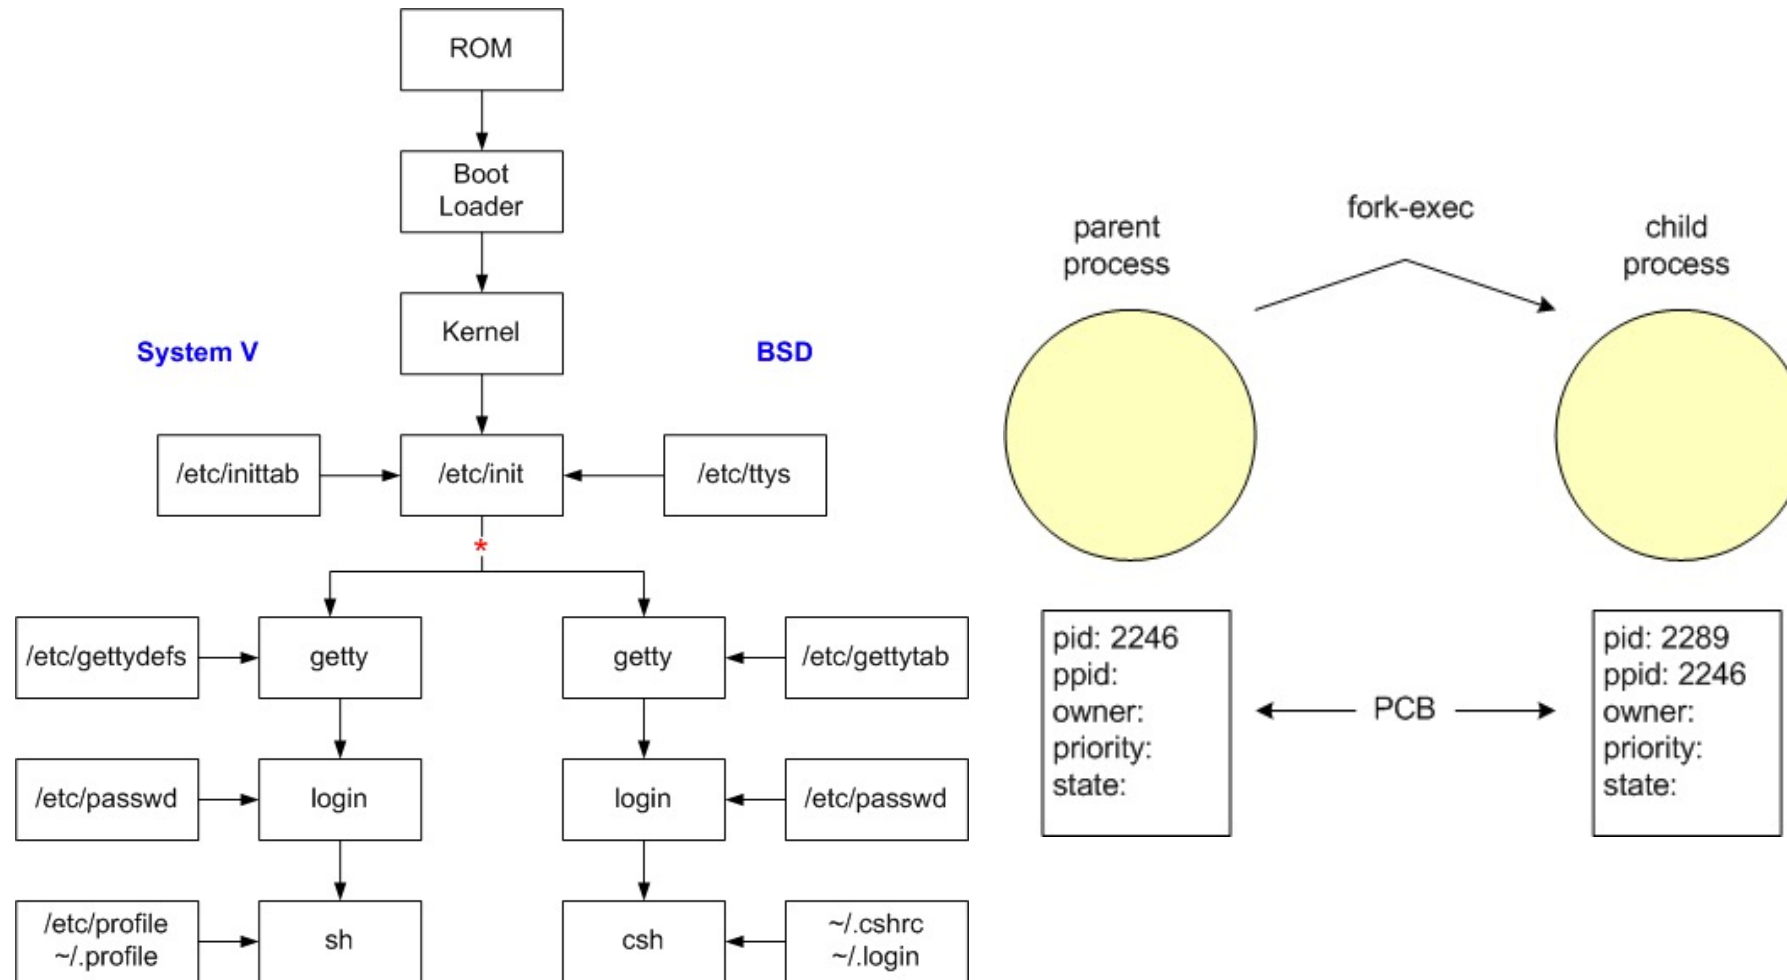 ROM
Boot
Loader
Kernel
System V
BSD
/etc/inittab
/etc/init
/etc/ttys
*
/etc/gettydefs
getty
getty
/etc/gettytab
/etc/passwd
login
login
/etc/passwd
/etc/profile
~/.profile
sh
csh
~/.cshrc
~/.login
parent
process
fork-exec
child
process
pid: 2246
ppid:
owner:
priority:
state:
PCB
pid: 2289
ppid: 2246
owner:
priority:
state: